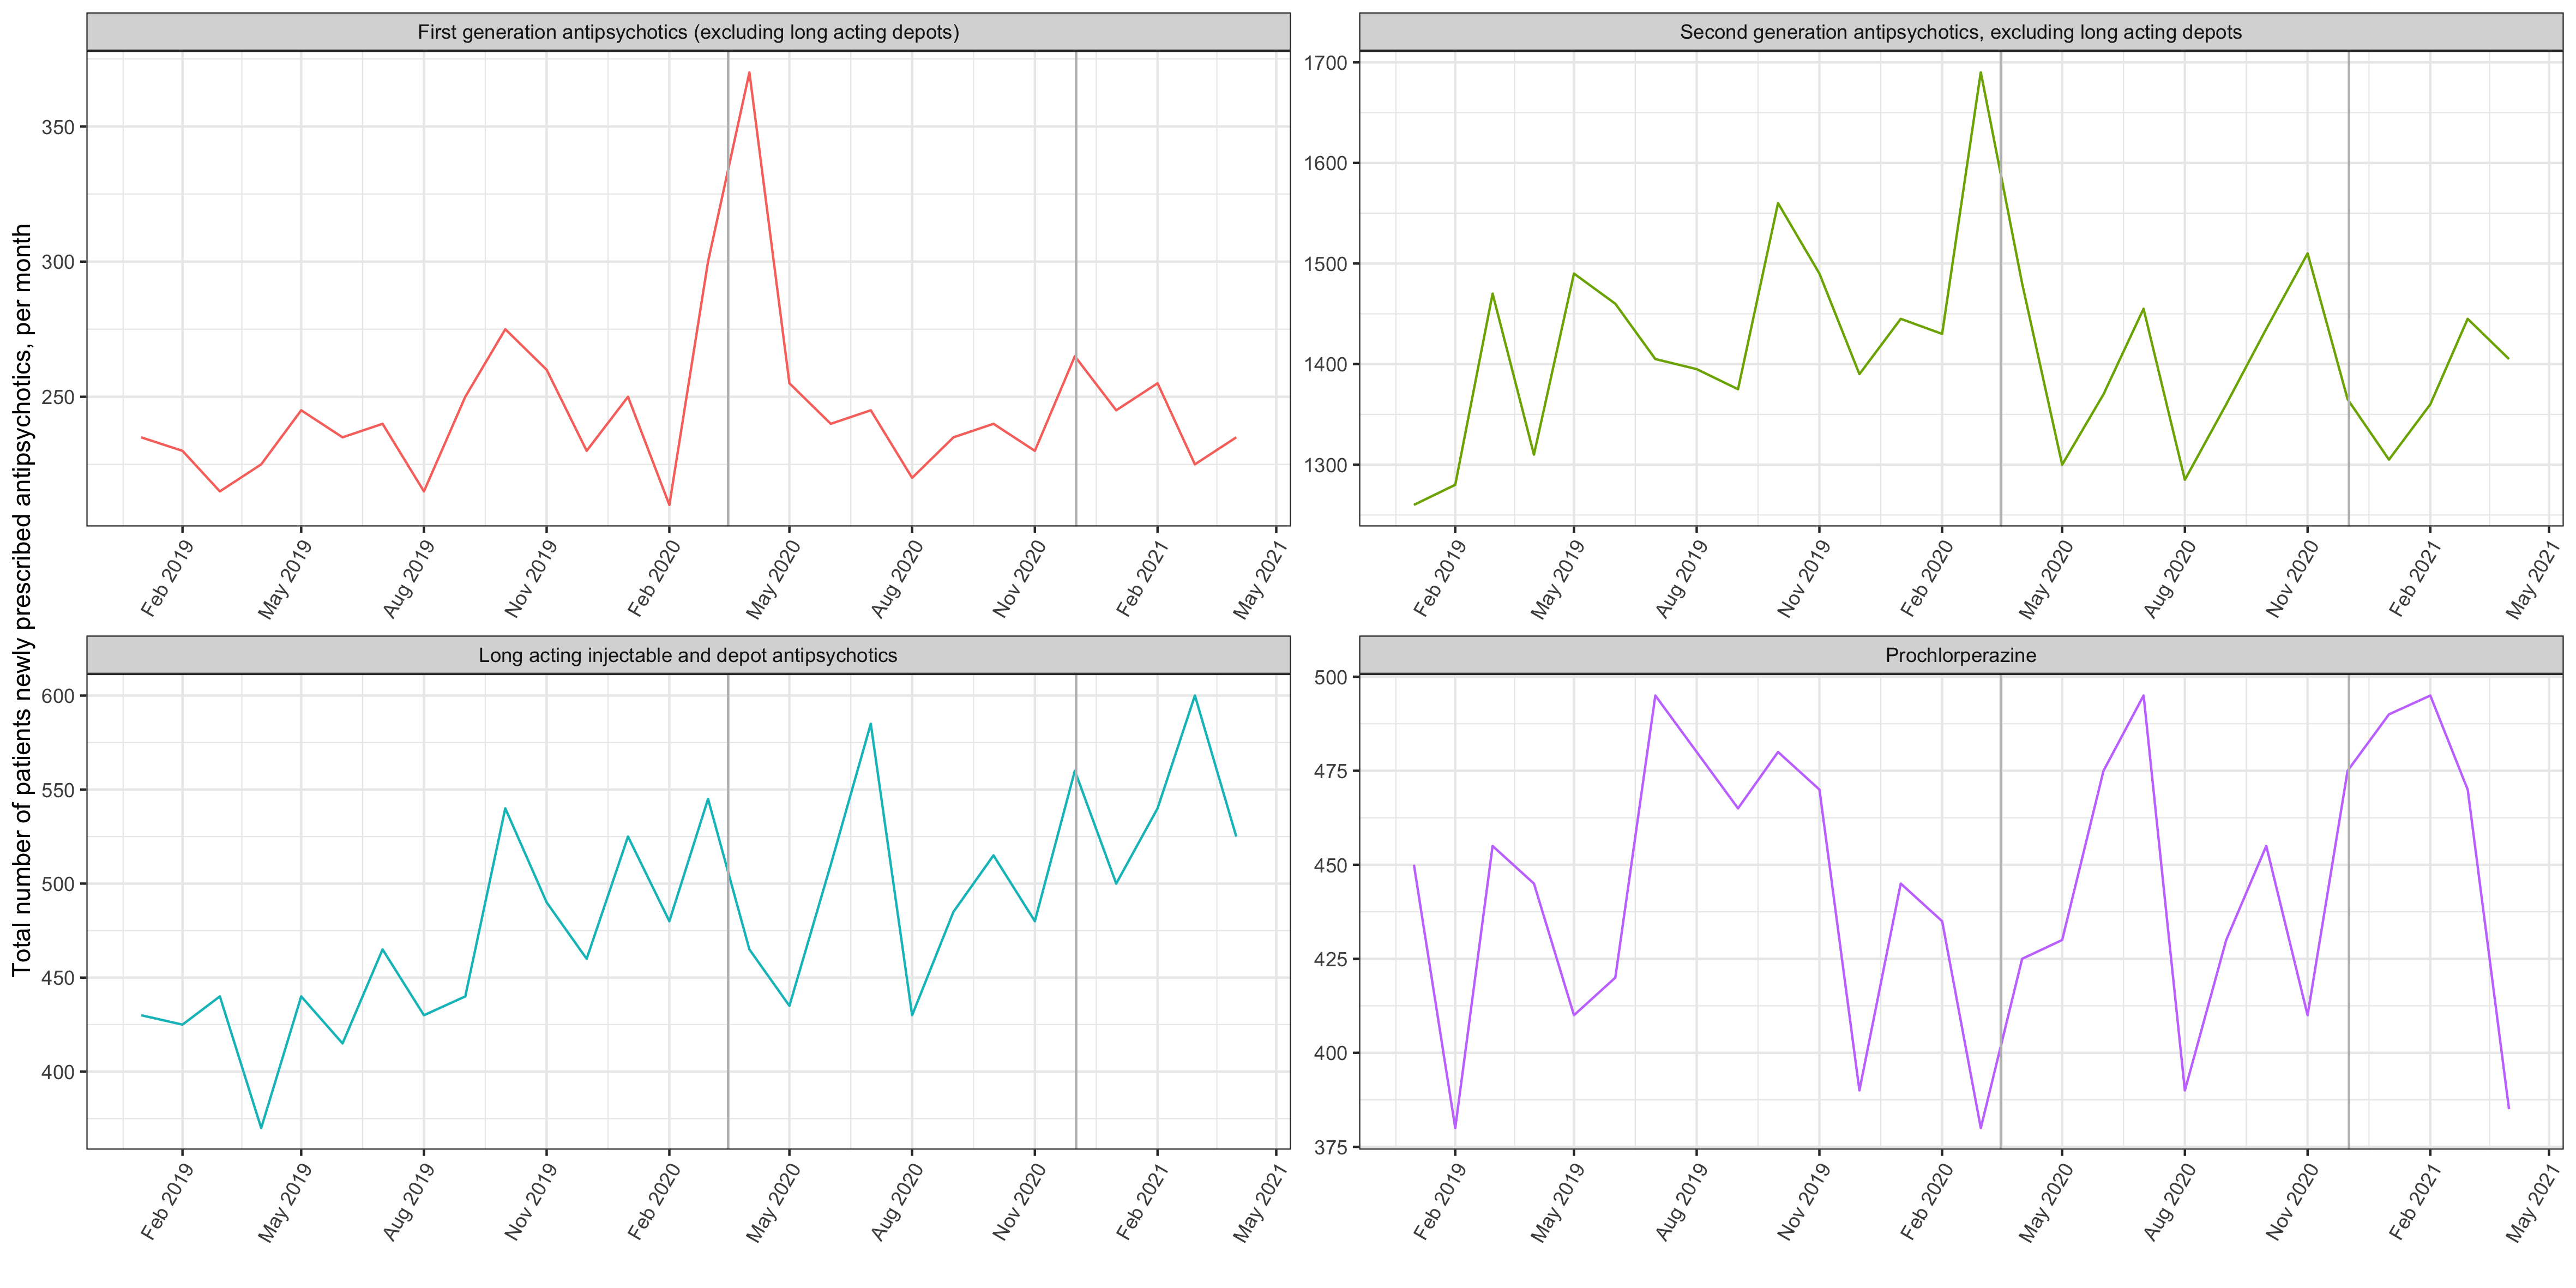 Total number of patients newly prescribed antipsychotics, per month
First generation antipsychotics (excluding long acting depots)
350
300
250
Feb 2019
May 2019
Aug 2019
Nov 2019
Feb 2020
May 2020
Aug 2020
Nov 2020
Feb 2021
May 2021
Second generation antipsychotics, excluding long acting depots
1700
1600
1500
1400
1300
Feb 2019
May 2019
Aug 2019
Nov 2019
Feb 2020
May 2020
Aug 2020
Nov 2020
Feb 2021
May 2021
Long acting injectable and depot antipsychotics
600
550
500
450
400
Feb 2019
May 2019
Aug 2019
Nov 2019
Feb 2020
May 2020
Aug 2020
Nov 2020
Feb 2021
May 2021
Prochlorperazine
500
475
450
425
400
375
Feb 2019
May 2019
Aug 2019
Nov 2019
Feb 2020
May 2020
Aug 2020
Nov 2020
Feb 2021
May 2021